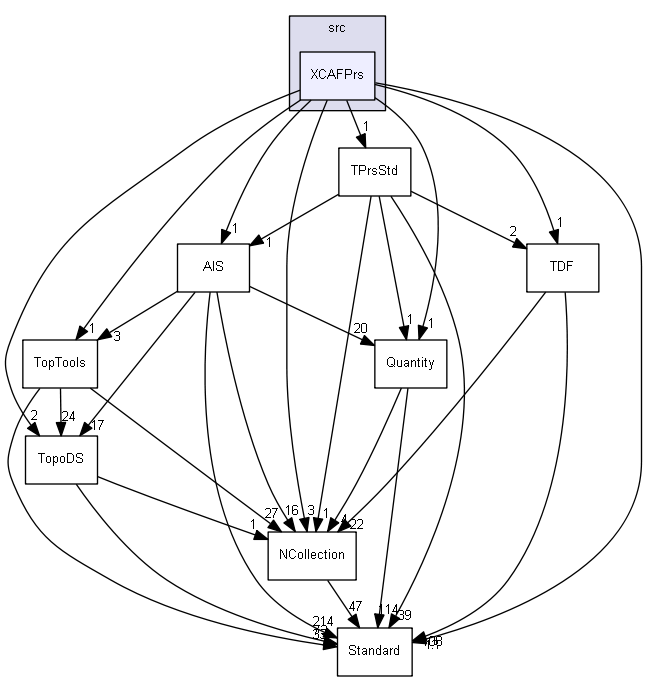 src
XCAFPrs
1
TPrsStd
1
1
2
1
AIS
TDF
20
1
1
1
3
TopTools
Quantity
2
24
17
TopoDS
27
16
3
1
4
22
1
NCollection
47
114
39
214
Standard